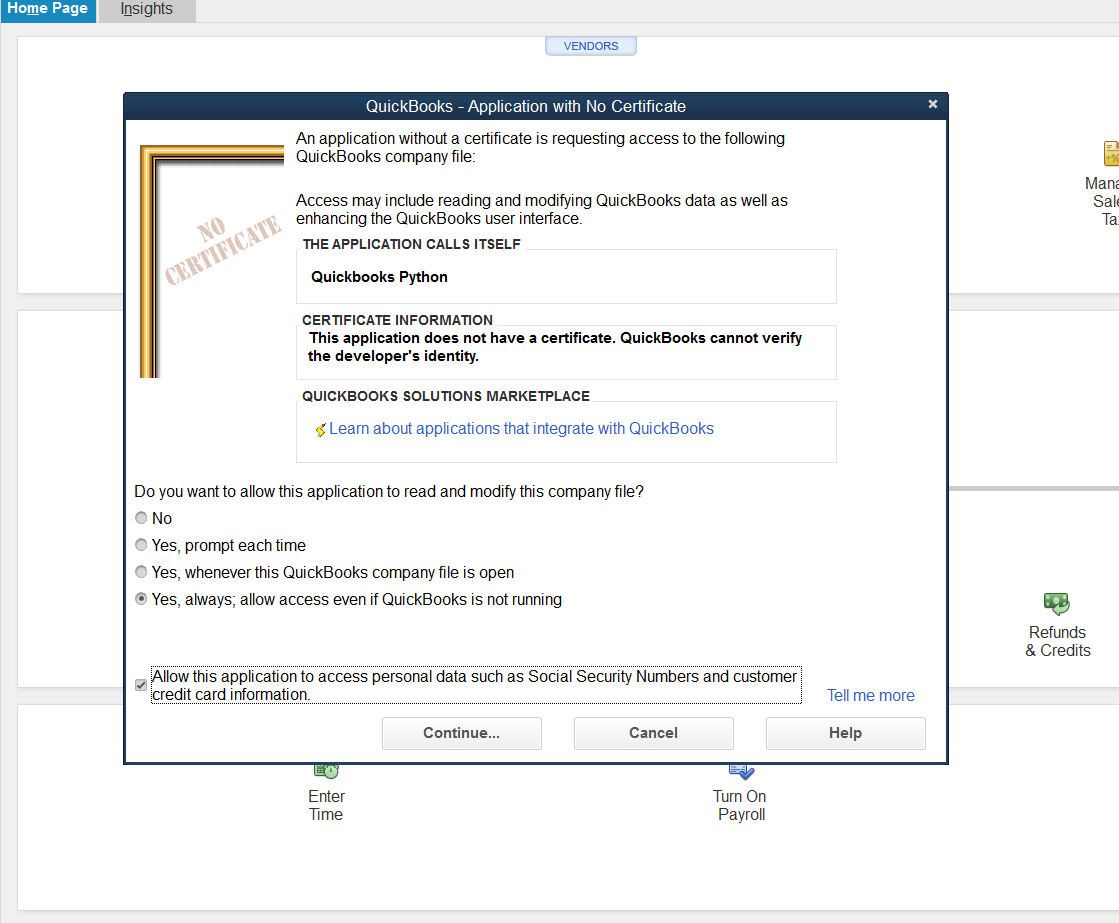 Home Page
Insights
VENDORS
QuickBooks - Application with No Certificate
An application without a certificate is requesting access to the following
QuickBooks company file:
Access may include reading and modifying QuickBooks data as well as
enhancing the QuickBooks user interface.
NO
CERTIFICATE
THE APPLICATION CALLS ITSELF
Quickbooks Python
CERTIFICATE INFORMATION
This application does not have a certificate. QuickBooks cannot verify
the developer's identity.
QUICKBOOKS SOLUTIONS MARKETPLACE
Learn about applications that integrate with QuickBooks
Do you want to allow this application to read and modify this company file?
No
Yes, prompt each time
Yes, whenever this QuickBooks company file is open
Yes, always; allow access even if QuickBooks is not running
Allow this application to access personal data such as Social Security Numbers and customer
credit card information.
Tell me more
Continue...
Cancel
Help
Mana
Sale
Ta
Refunds
& Credits
Enter
Time
Turn On
Payroll